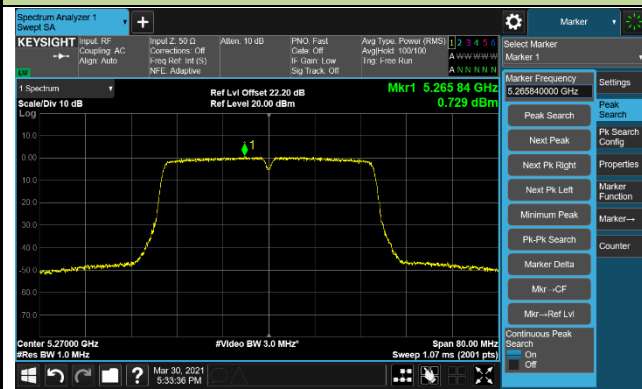 Spectrum Analyzer 1
Swept SA
Marker
KEYSIGHT
Input: RF
Coupling: AC
Align: Auto
Input Z: 50 Ω
Corrections: Off
Freq Ref: Int (S)
NFE: Adaptive
Atten: 10 dB
PNO: Fast
Gate: Off
IF Gain: Low
Sig Track: Off
Avg Type: Power (RMS)
Avg|Hold: 100/100
Trig: Free Run
1 2 3 4 5 6
A W W W W W
A N N N N N
LW
Select Marker
Marker 1
1 Spectrum
Scale/Div 10 dB
Log
Ref Lvl Offset 22.20 dB
Ref Level 20.00 dBm
Mkr1 5.265 84 GHz
0.729 dBm
Marker Frequency
5.265840000 GHz
Peak Search
Next Peak
Next Pk Right
Next Pk Left
Minimum Peak
Pk-Pk Search
Marker Delta
Mkr→CF
Mkr→Ref Lvl
Continuous Peak
Search
On
Off
Settings
Peak
Search
Pk Search
Config
Properties
Marker
Function
Marker→
Counter
1
10.0
0.00
10.0
20.0
30.0
40.0
-50.0
60.0
70.0
Center 5.27000 GHz
#Res BW 1.0 MHz
#Video BW 3.0 MHz*
Span 80.00 MHz
Sweep 1.07 ms (2001 pts)
Mar 30, 2021
5:33:36 PM